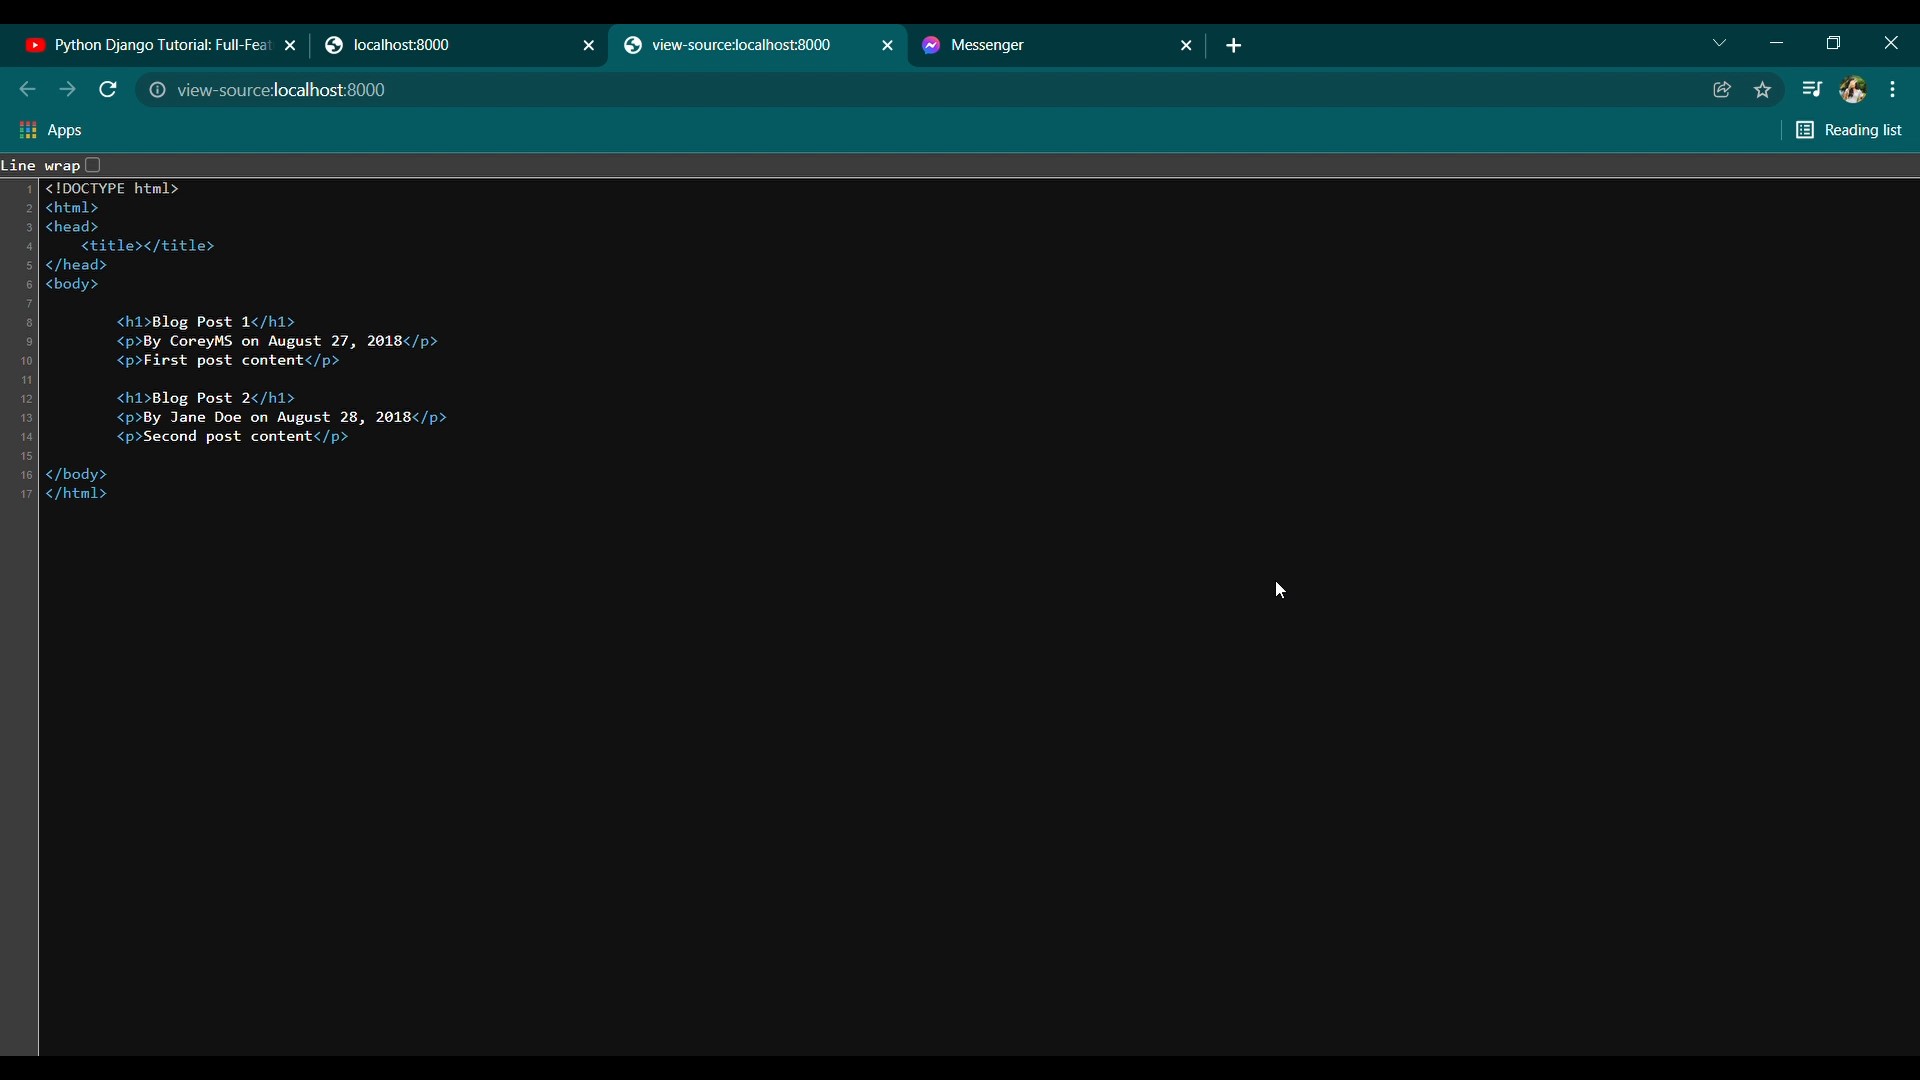 Python Django Tutorial: Full-Feat
localhost:8000
view-source:localhost:8000
Messenger
view-source:localhost:8000
Apps
Reading list
Line wrap
1 <!DOCTYPE html>
2 <html>
3 <head>
4 <title></title>
5 </head>
6 <body>
7
8 <h1>Blog Post 1</h1>
9 <p>By CoreyMS on August 27, 2018</p>
10 <p>First post content</p>
11
12 <h1>Blog Post 2</h1>
13 <p>By Jane Doe on August 28, 2018</p>
14 <p>Second post content</p>
15
16 </body>
17 </html>